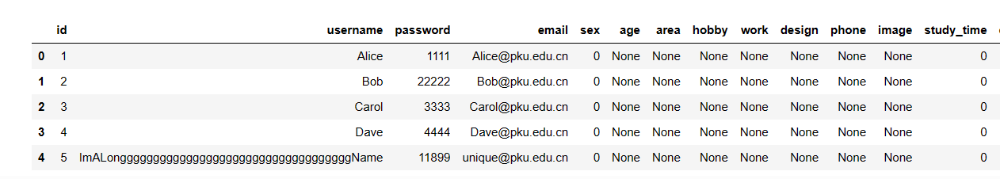 id username password email sex age area hobby work design phone image study_time
0 1 Alice 1111 Alice@pku.edu.cn 0 None None None None None None None 0
1 2 Bob 22222 Bob@pku.edu.cn 0 None None None None None None None 0
2 3 Carol 3333 Carol@pku.edu.cn 0 None None None None None None None 0
3 4 Dave 4444 Dave@pku.edu.cn 0 None None None None None None None 0
4 5 ImALonggggggggggggggggggggggggggggggggggggName 11899 unique@pku.edu.cn 0 None None None None None None None 0